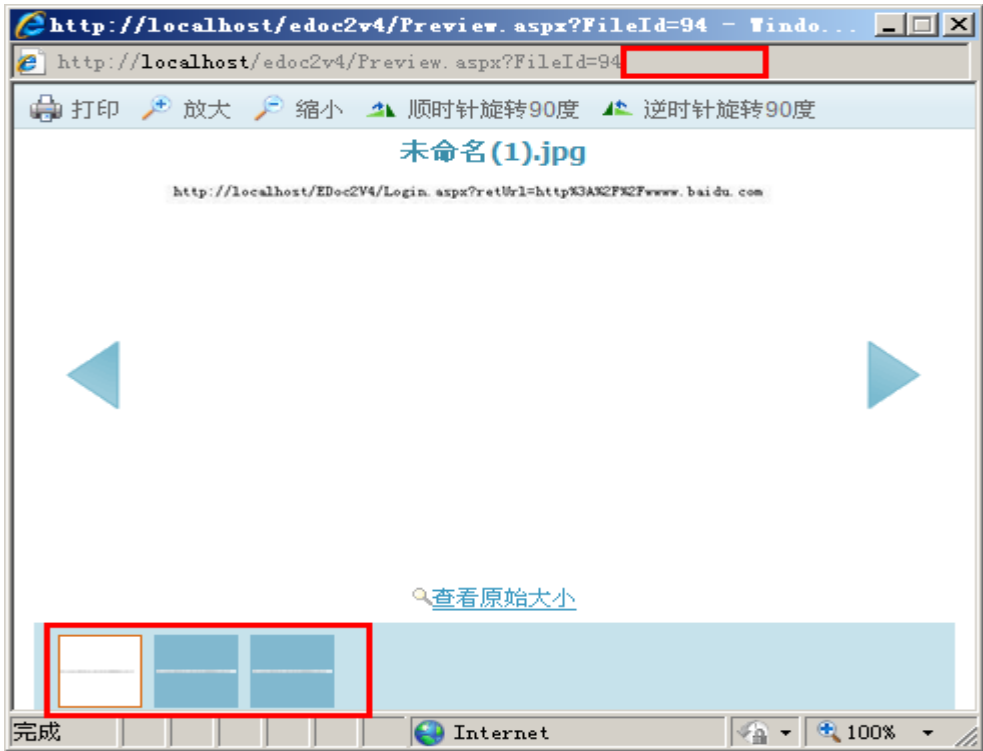 http://localhost/edoc2v4/Preview.aspx?FileId=94 - Windo...
http://localhost/edoc2v4/Preview.aspx?FileId=94
打印 放大 缩小 顺时针旋转90度 逆时针旋转90度
未命名(1).jpg
http://localhost/EDoc2V4/Login.aspx?retUrl=http%3A%2F%2Fwww.baidu.com
查看原始大小
完成 Internet 100%